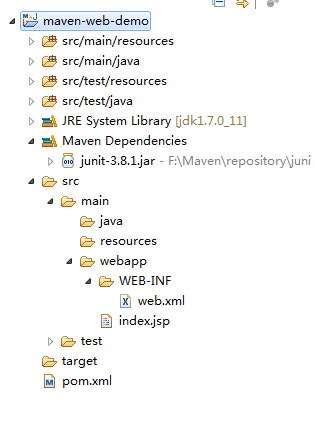 maven-web-demo
src/main/resources
src/main/java
src/test/resources
src/test/java
JRE System Library [jdk1.7.0_11]
Maven Dependencies
junit-3.8.1.jar - F:\Maven\repository\juni
src
main
java
resources
webapp
WEB-INF
web.xml
index.jsp
test
target
pom.xml